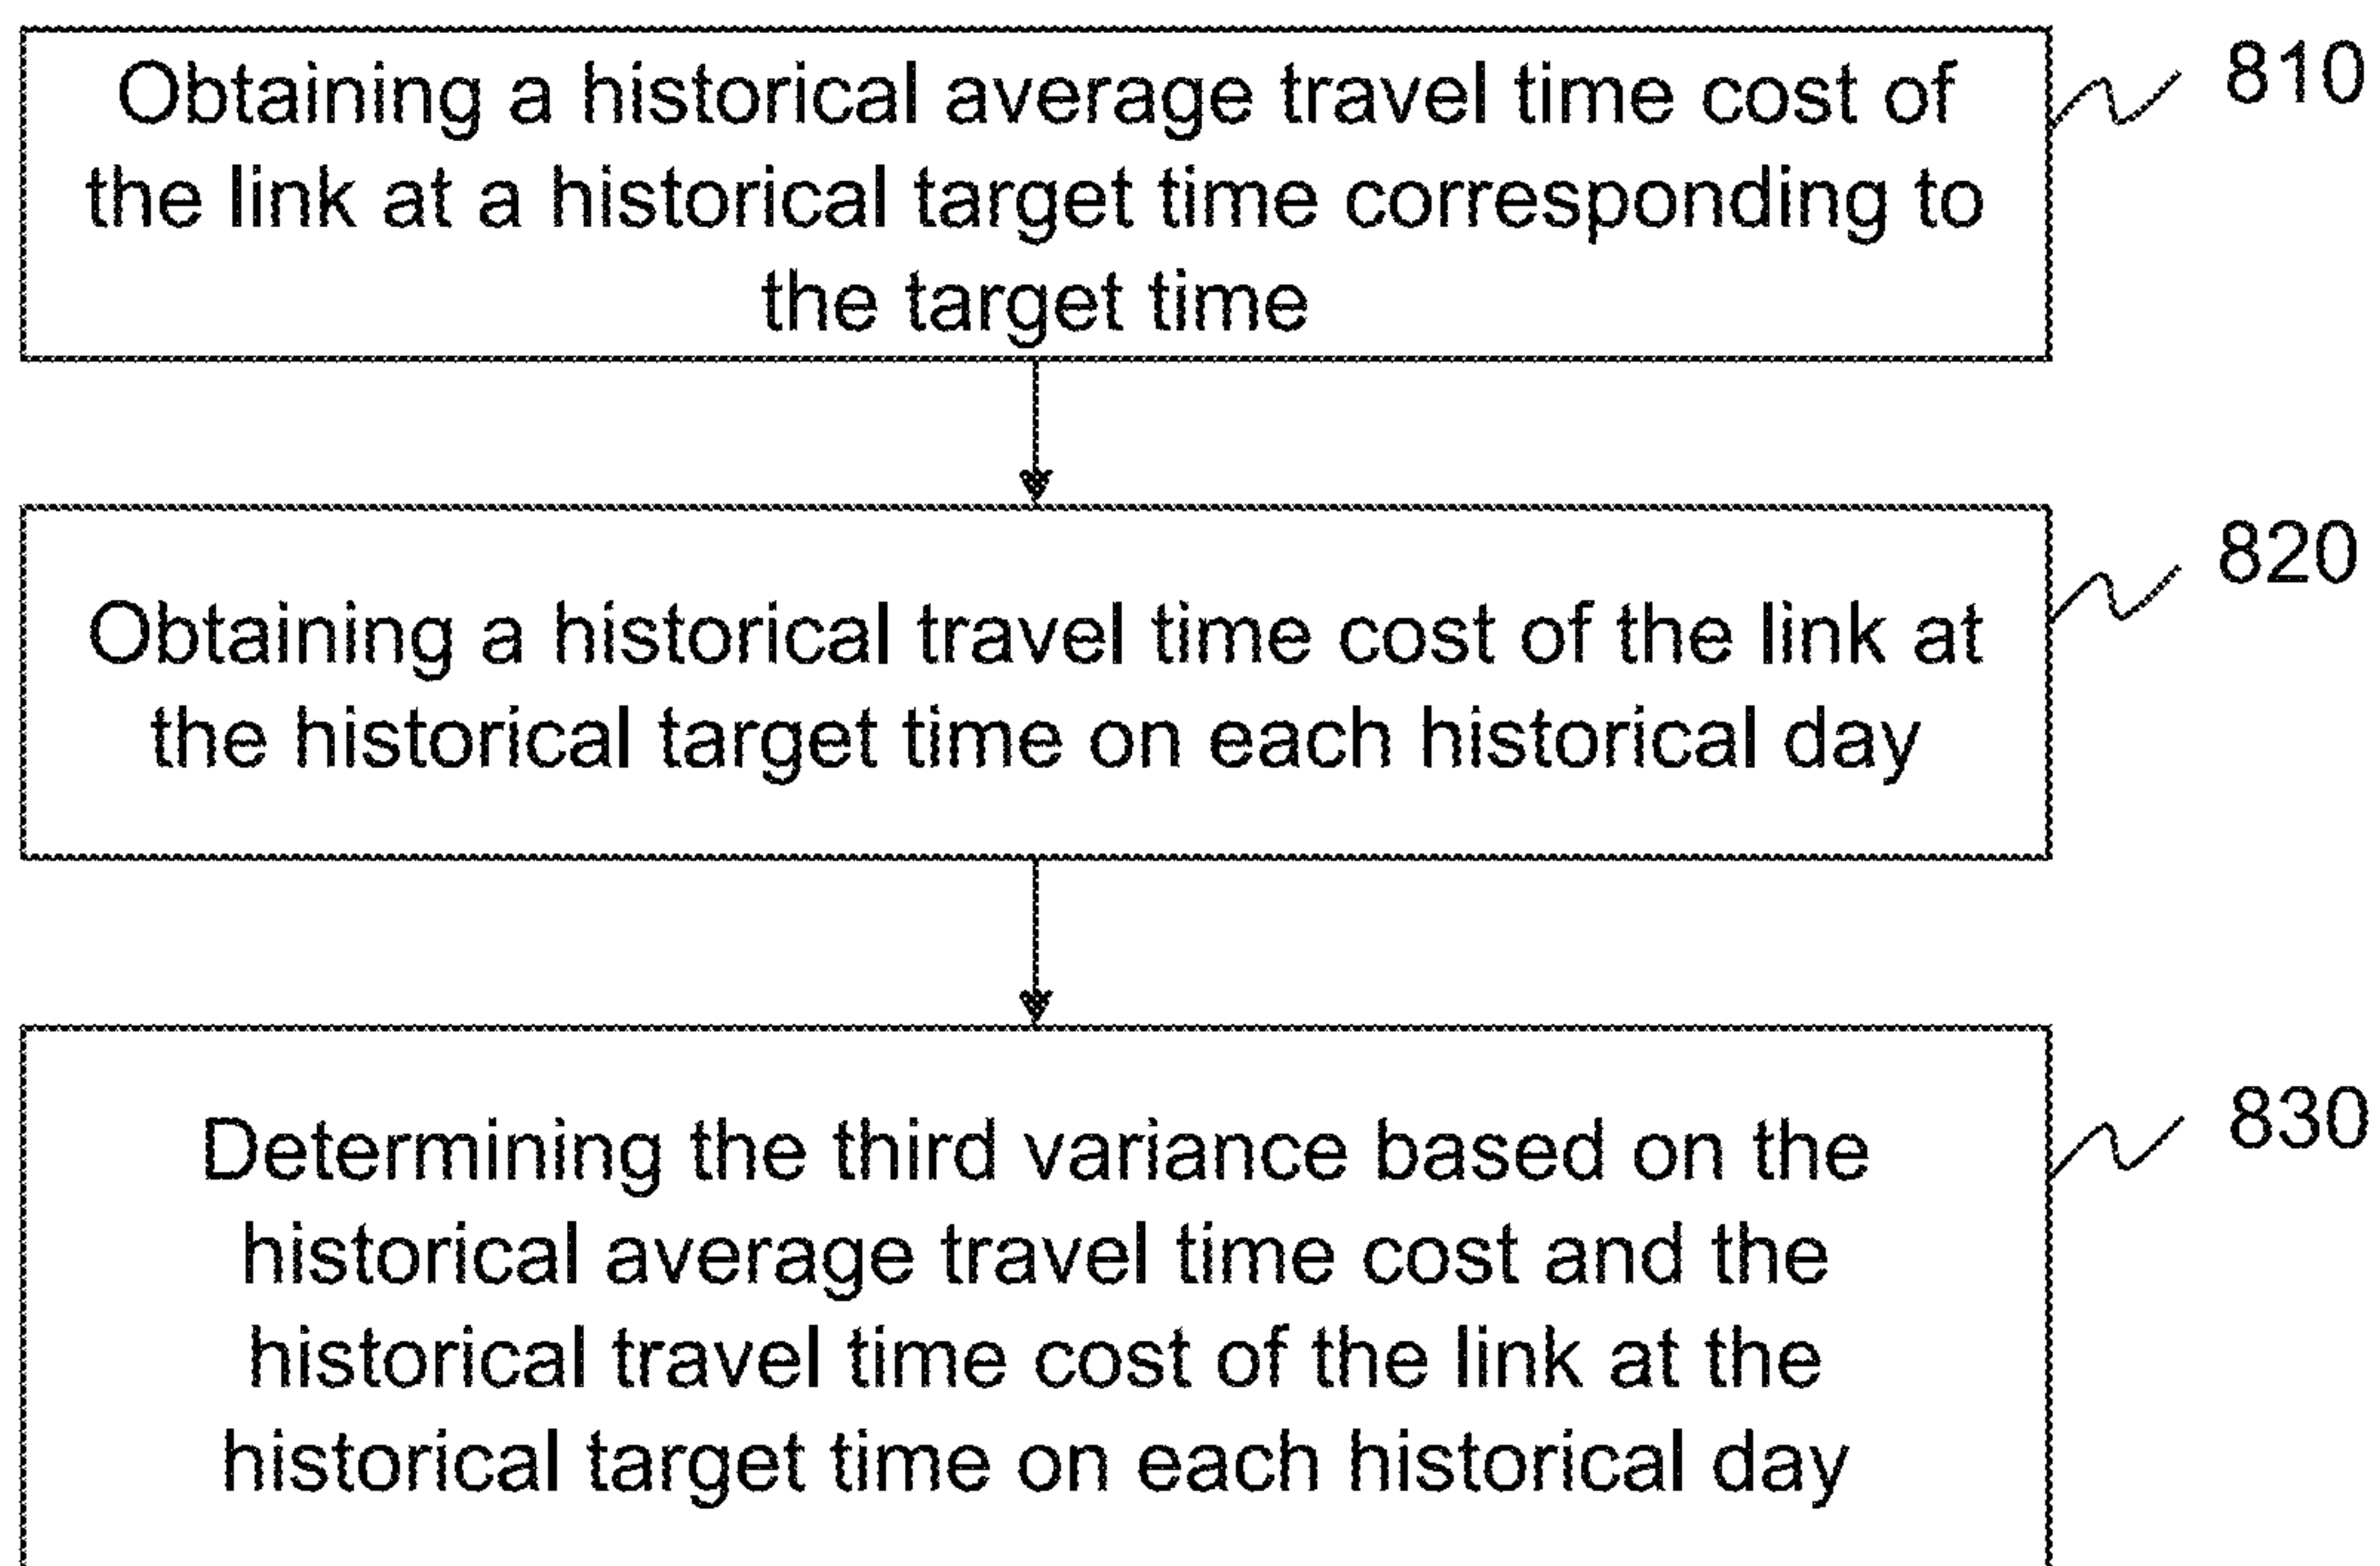 Obtaining a historical average travel time cost of
the link at a historical target time corresponding to
the target time
810
Obtaining a historical travel time cost of the link at
the historical target time on each historical day
820
Determining the third variance based on the
historical average travel time cost and the
historical travel time cost of the link at the
historical target time on each historical day
830